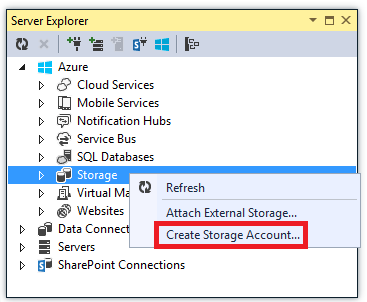 Server Explorer
Azure
Cloud Services
Mobile Services
Notification Hubs
Service Bus
SQL Databases
Storage
Refresh
Virtual Ma
Attach External Storage...
Websites
Create Storage Account...
Data Connect
Servers
SharePoint Connections